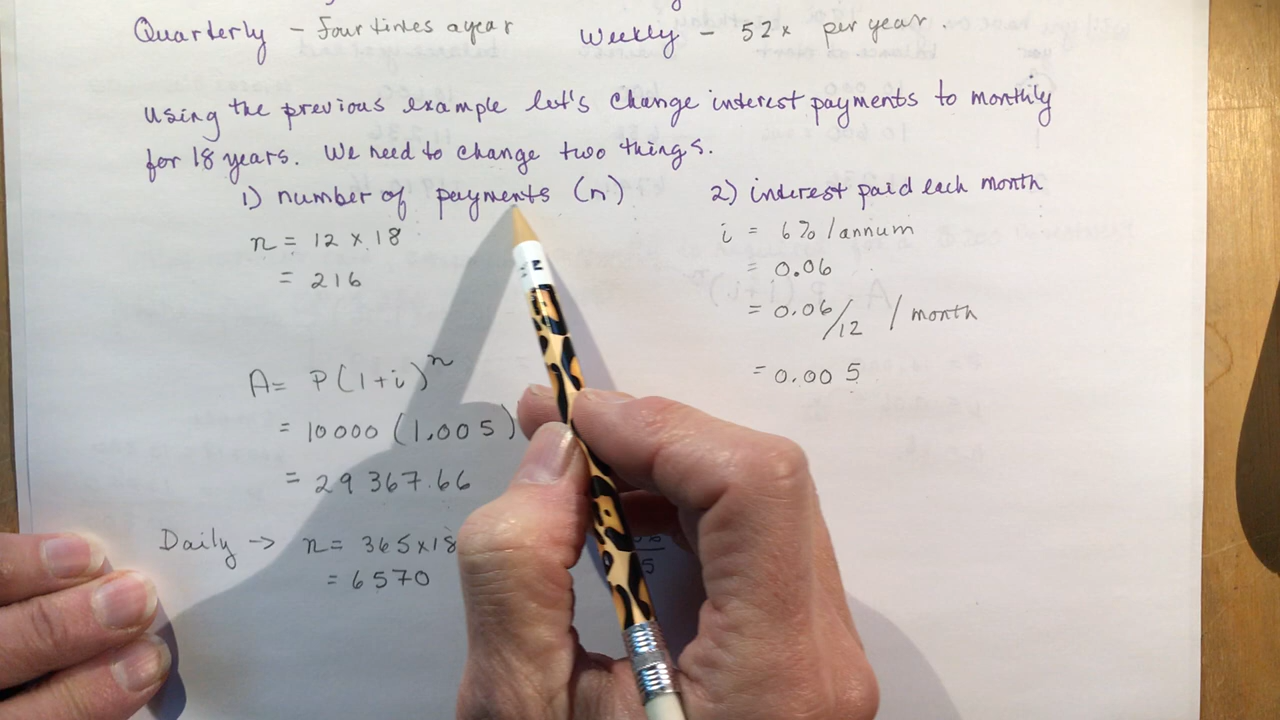 Quarterly - Four times a year Weekly - 52x per year.
Using the previous example let's change interest payments to monthly
for 18 years. We need to change two things.
1) number of payments (n) 2) interest paid each month
n = 12 x 18 i = 6% /annum
= 216 = 0.06
= 0.06/12 / month
= 0.005
A = P(1+i)^n
= 10000 (1.005)
= 29 367.66
Daily → n = 365x18
= 6570 5